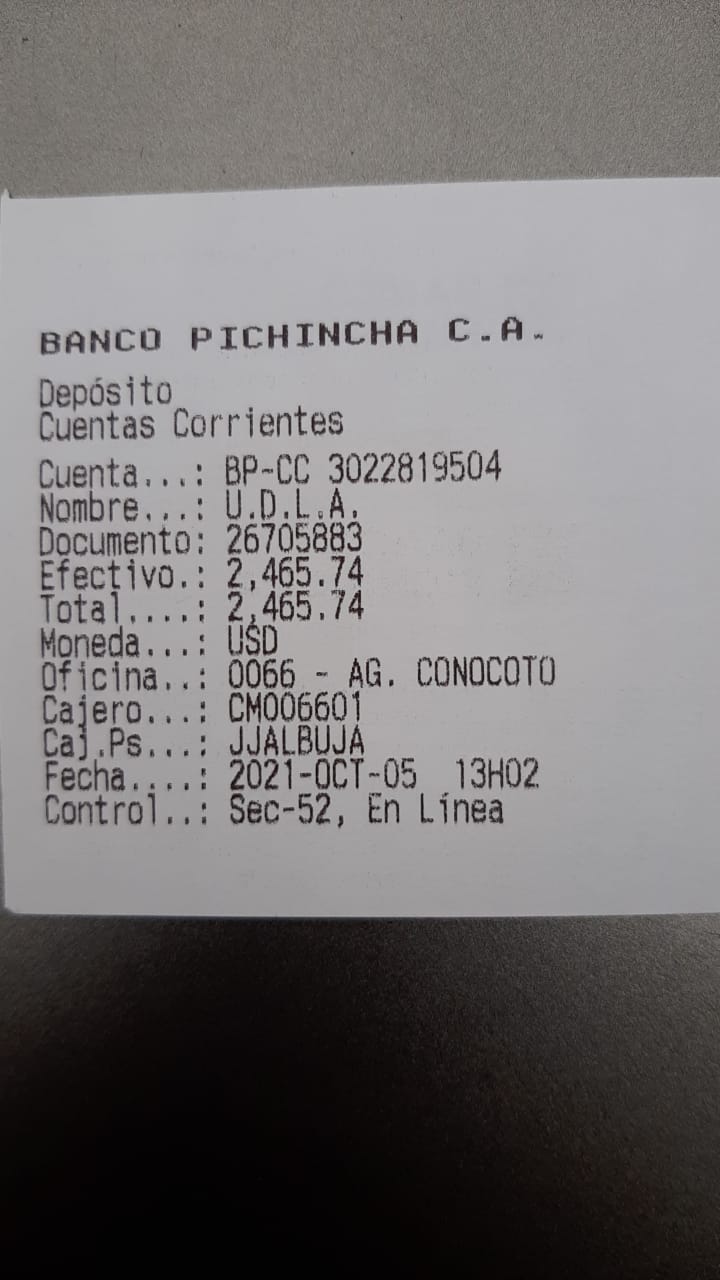 BANCO PICHINCHA C.A.
Depósito
Cuentas Corrientes
Cuenta...: BP-CC 3022819504
Nombre...: U.D.L.A.
Documento: 26705883
Efectivo.: 2,465.74
Total....: 2,465.74
Moneda...: USD
Oficina..: 0066 - AG. CONOCOTO
Cajero...: CM006601
Caj.Ps...: JJALBUJA
Fecha....: 2021-OCT-05 13H02
Control..: Sec-52, En Línea